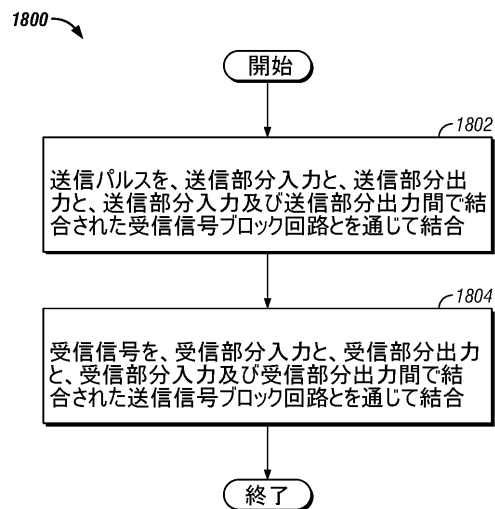 1800
開始
1802
送信パルスを、送信部分入力と、送信部分出
力と、送信部分入力及び送信部分出力間で結
合された受信信号ブロック回路とを通じて結合
1804
受信信号を、受信部分入力と、受信部分出力
と、受信部分入力及び受信部分出力間で結
合された送信信号ブロック回路とを通じて結合
終了